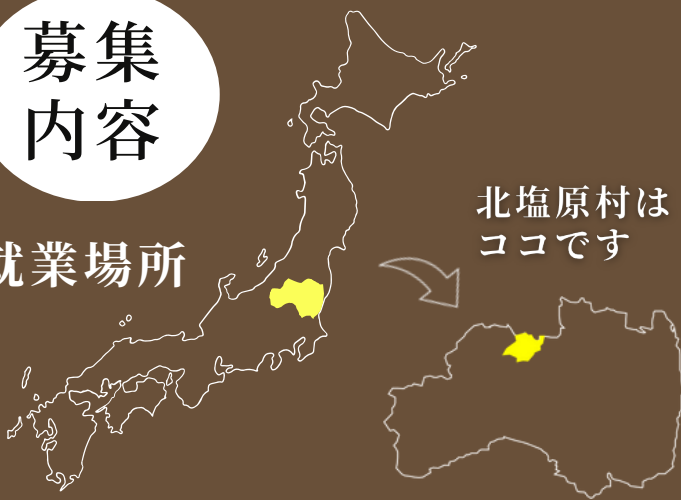 募集
内容
就業場所
北塩原村は
ココです